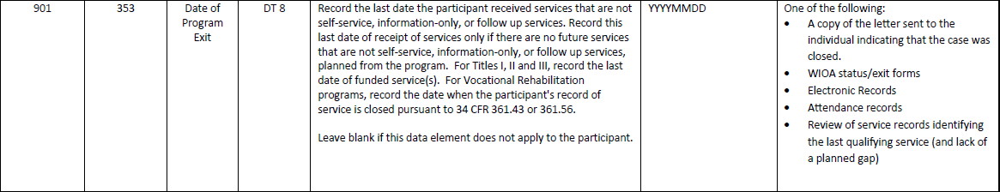 901
353
Date of
Program
Exit
DT 8
Record the last date the participant received services that are not
self-service, information-only, or follow up services. Record this
last date of receipt of services only if there are no future services
that are not self-service, information-only, or follow up services,
planned from the program.  For Titles I, II and III, record the last
date of funded service(s).  For Vocational Rehabilitation
programs, record the date when the participant's record of
service is closed pursuant to 34 CFR 361.43 or 361.56.
Leave blank if this data element does not apply to the participant.
YYYYMMDD
One of the following:
• A copy of the letter sent to the
individual indicating that the case was
closed.
• WIOA status/exit forms
• Electronic Records
• Attendance records
• Review of service records identifying
the last qualifying service (and lack of
a planned gap)